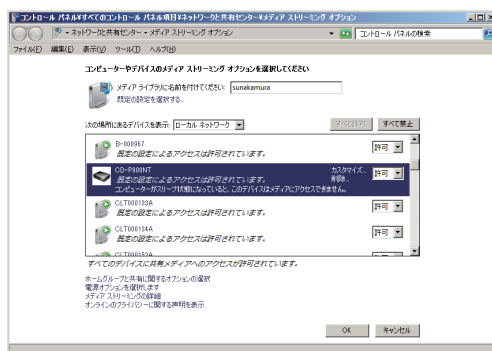 コントロール パネル¥すべてのコントロール パネル項目¥ネットワークと共有センター¥メディア ストリーミング オプション
ネットワークと共有センター メディア ストリーミング オプション
コントロール パネルの検索
ファイル(F) 編集(E) 表示(V) ツール(T) ヘルプ(H)
コンピューターやデバイスのメディア ストリーミング オプションを選択してください
メディア ライブラリに名前を付けてください: sunakamura
既定の設定を選択する...
次の場所にあるデバイスを表示: ローカル ネットワーク
すべて許可 すべて禁止
B-000967
既定の設定によるアクセスは許可されています。
許可
CD-P800NT
カスタマイズ...
許可
既定の設定によるアクセスは許可されています。
削除...
コンピューターがスリープ状態になっていると、このデバイスはメディアにアクセスできません。
CLT000133A
既定の設定によるアクセスは許可されています。
許可
CLT000134A
既定の設定によるアクセスは許可されています。
許可
すべてのデバイスに共有メディアへのアクセスが許可されています。
ホームグループと共有に関するオプションの選択
電源オプションを選択します
メディア ストリーミングの詳細
オンラインのプライバシーに関する声明を表示
OK キャンセル